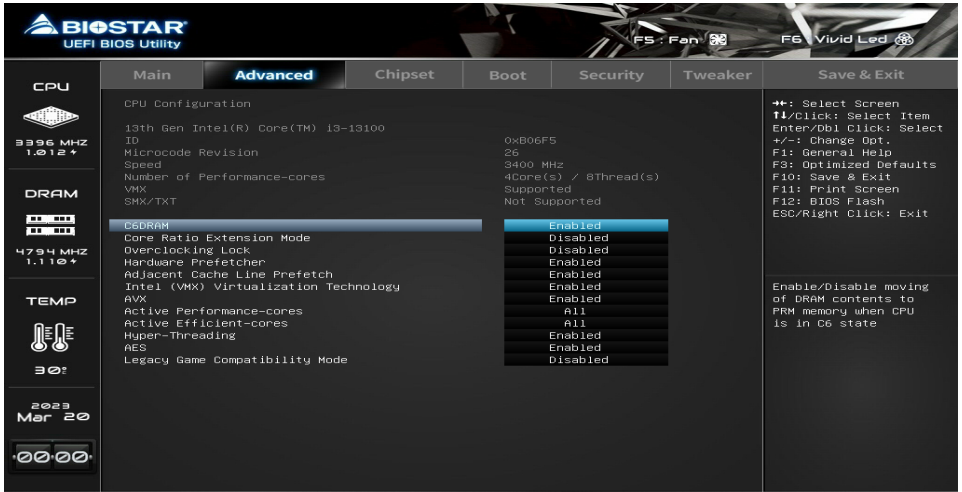 BIOSTAR
UEFI BIOS Utility
F5 : Fan
F6 : Vivid Led
Main Advanced Chipset Boot Security Tweaker Save & Exit
CPU
3396 MHZ
1.012
DRAM
4794 MHZ
1.110
TEMP
30
2023
Mar 20
00:00
CPU Configuration
13th Gen Intel(R) Core(TM) i3-13100
ID 0xB06F5
Microcode Revision 26
Speed 3400 MHz
Number of Performance-cores 4Core(s) / 8Thread(s)
VMX Supported
SMX/TXT Not Supported
C6DRAM Enabled
Core Ratio Extension Mode Disabled
Overclocking Lock Disabled
Hardware Prefetcher Enabled
Adjacent Cache Line Prefetch Enabled
Intel (VMX) Virtualization Technology Enabled
AVX Enabled
Active Performance-cores All
Active Efficient-cores All
Hyper-Threading Enabled
AES Enabled
Legacy Game Compatibility Mode Disabled
→←: Select Screen
↑↓/Click: Select Item
Enter/Dbl Click: Select
+/-: Change Opt.
F1: General Help
F3: Optimized Defaults
F10: Save & Exit
F11: Print Screen
F12: BIOS Flash
ESC/Right Click: Exit
Enable/Disable moving
of DRAM contents to
PRM memory when CPU
is in C6 state